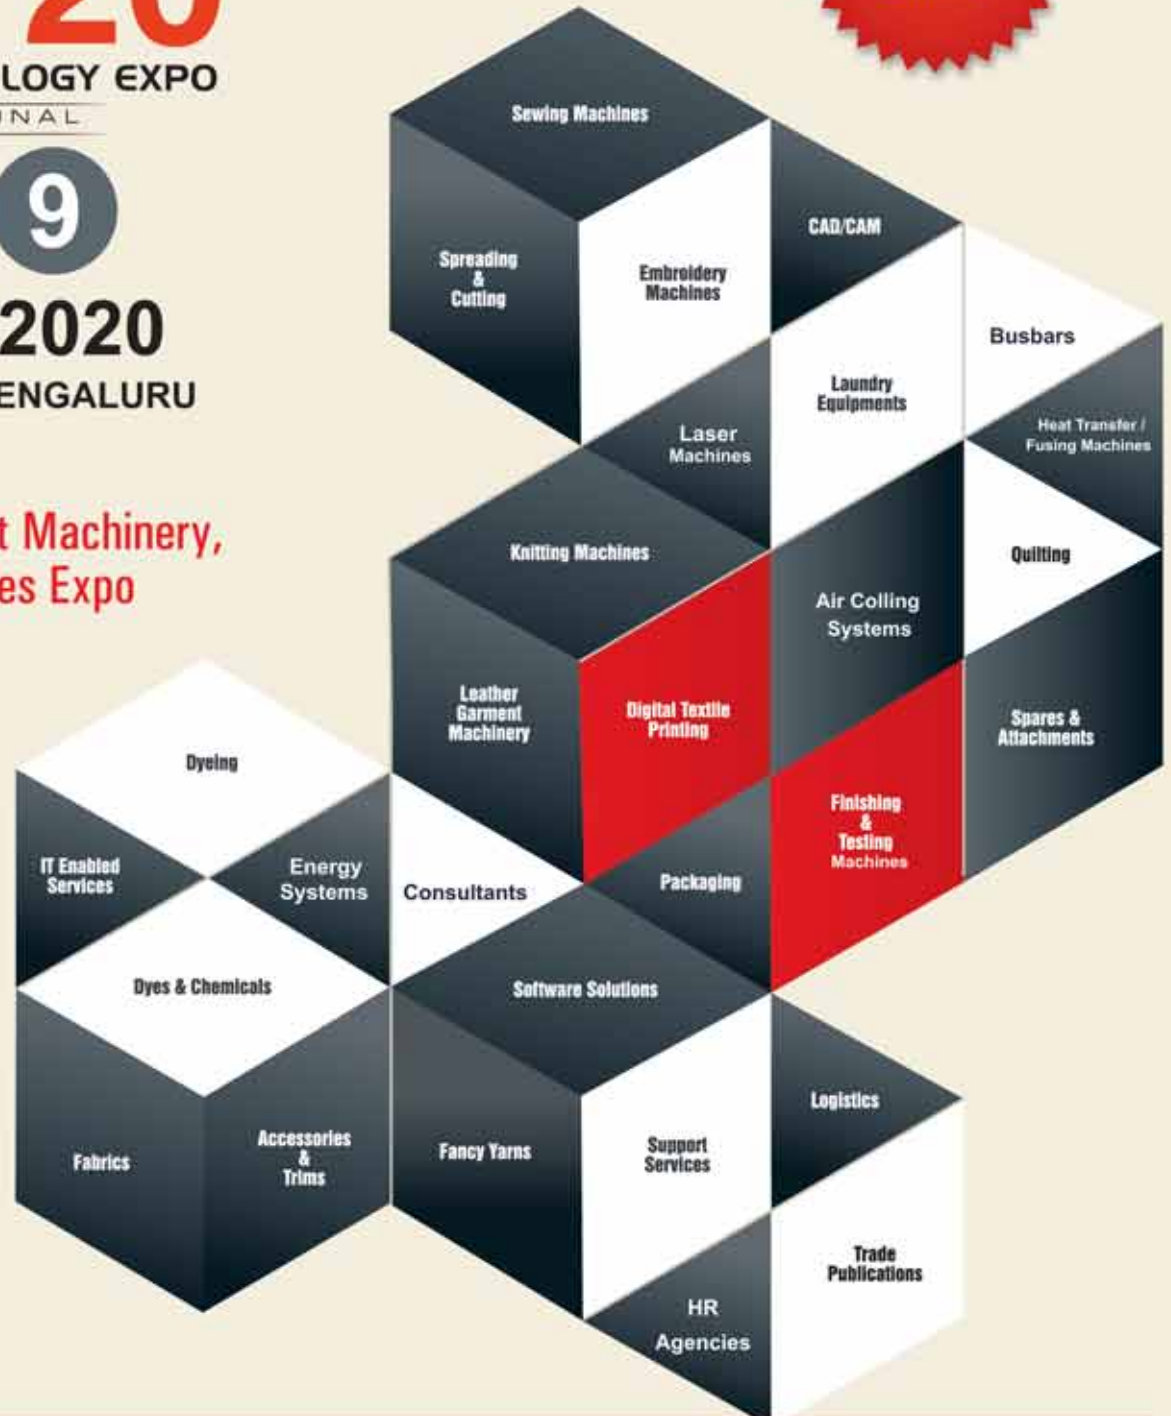 20
LOGY EXPO
NAL
9
2020
ENGALURU
t Machinery,
es Expo
Sewing Machines
Spreading
&
Cutting
Embroidery
Machines
CAD/CAM
Busbars
Laundry
Equipments
Heat Transfer /
Fusing Machines
Laser
Machines
Knitting Machines
Quilting
Air Colling
Systems
Leather
Garment
Machinery
Digital Textile
Printing
Spares &
Attachments
Dyeing
Finishing
&
Testing
Machines
IT Enabled
Services
Energy
Systems
Consultants
Packaging
Dyes & Chemicals
Software Solutions
Logistics
Fabrics
Accessories
&
Trims
Fancy Yarns
Support
Services
Trade
Publications
HR
Agencies